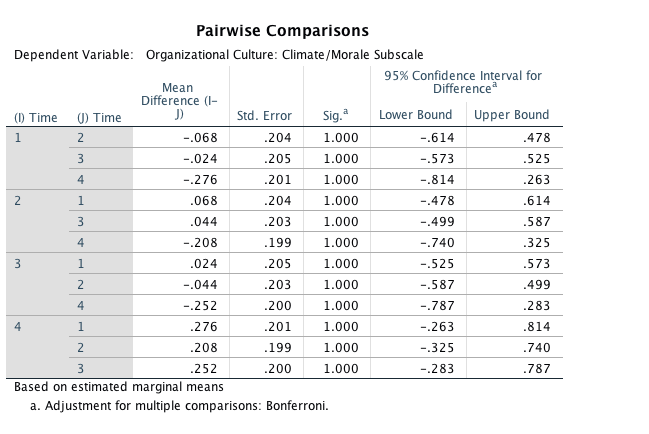 Pairwise Comparisons
Dependent Variable: Organizational Culture: Climate/Morale Subscale
(I) Time (J) Time Mean Difference (I-J) Std. Error Sig.a 95% Confidence Interval for Differencea
Lower Bound Upper Bound
1 2 -.068 .204 1.000 -.614 .478
3 -.024 .205 1.000 -.573 .525
4 -.276 .201 1.000 -.814 .263
2 1 .068 .204 1.000 -.478 .614
3 .044 .203 1.000 -.499 .587
4 -.208 .199 1.000 -.740 .325
3 1 .024 .205 1.000 -.525 .573
2 -.044 .203 1.000 -.587 .499
4 -.252 .200 1.000 -.787 .283
4 1 .276 .201 1.000 -.263 .814
2 .208 .199 1.000 -.325 .740
3 .252 .200 1.000 -.283 .787
Based on estimated marginal means
a. Adjustment for multiple comparisons: Bonferroni.